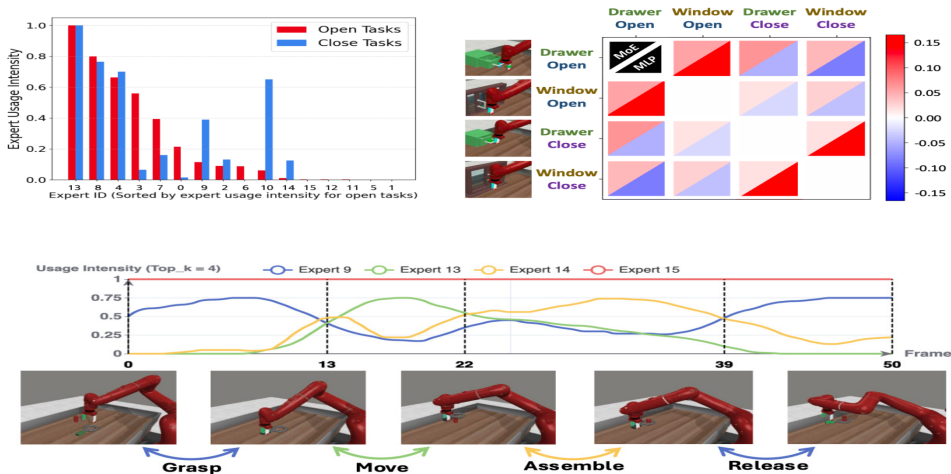 Open Tasks
Close Tasks
Expert Usage Intensity
1.0
0.8
0.6
0.4
0.2
0.0
13 8 4 3 7 0 9 2 6 10 14 15 12 11 5 1
Expert ID (Sorted by expert usage intensity for open tasks)
Drawer Open
Window Open
Drawer Close
Window Close
Drawer Open
Window Open
Drawer Close
Window Close
MoE
MLP
0.15
0.10
0.05
0.00
-0.05
-0.10
-0.15
Usage Intensity (Top_k = 4)
Expert 9
Expert 13
Expert 14
Expert 15
1
0.75
0.5
0.25
0
0 13 22 39 50
Frame
Grasp
Move
Assemble
Release